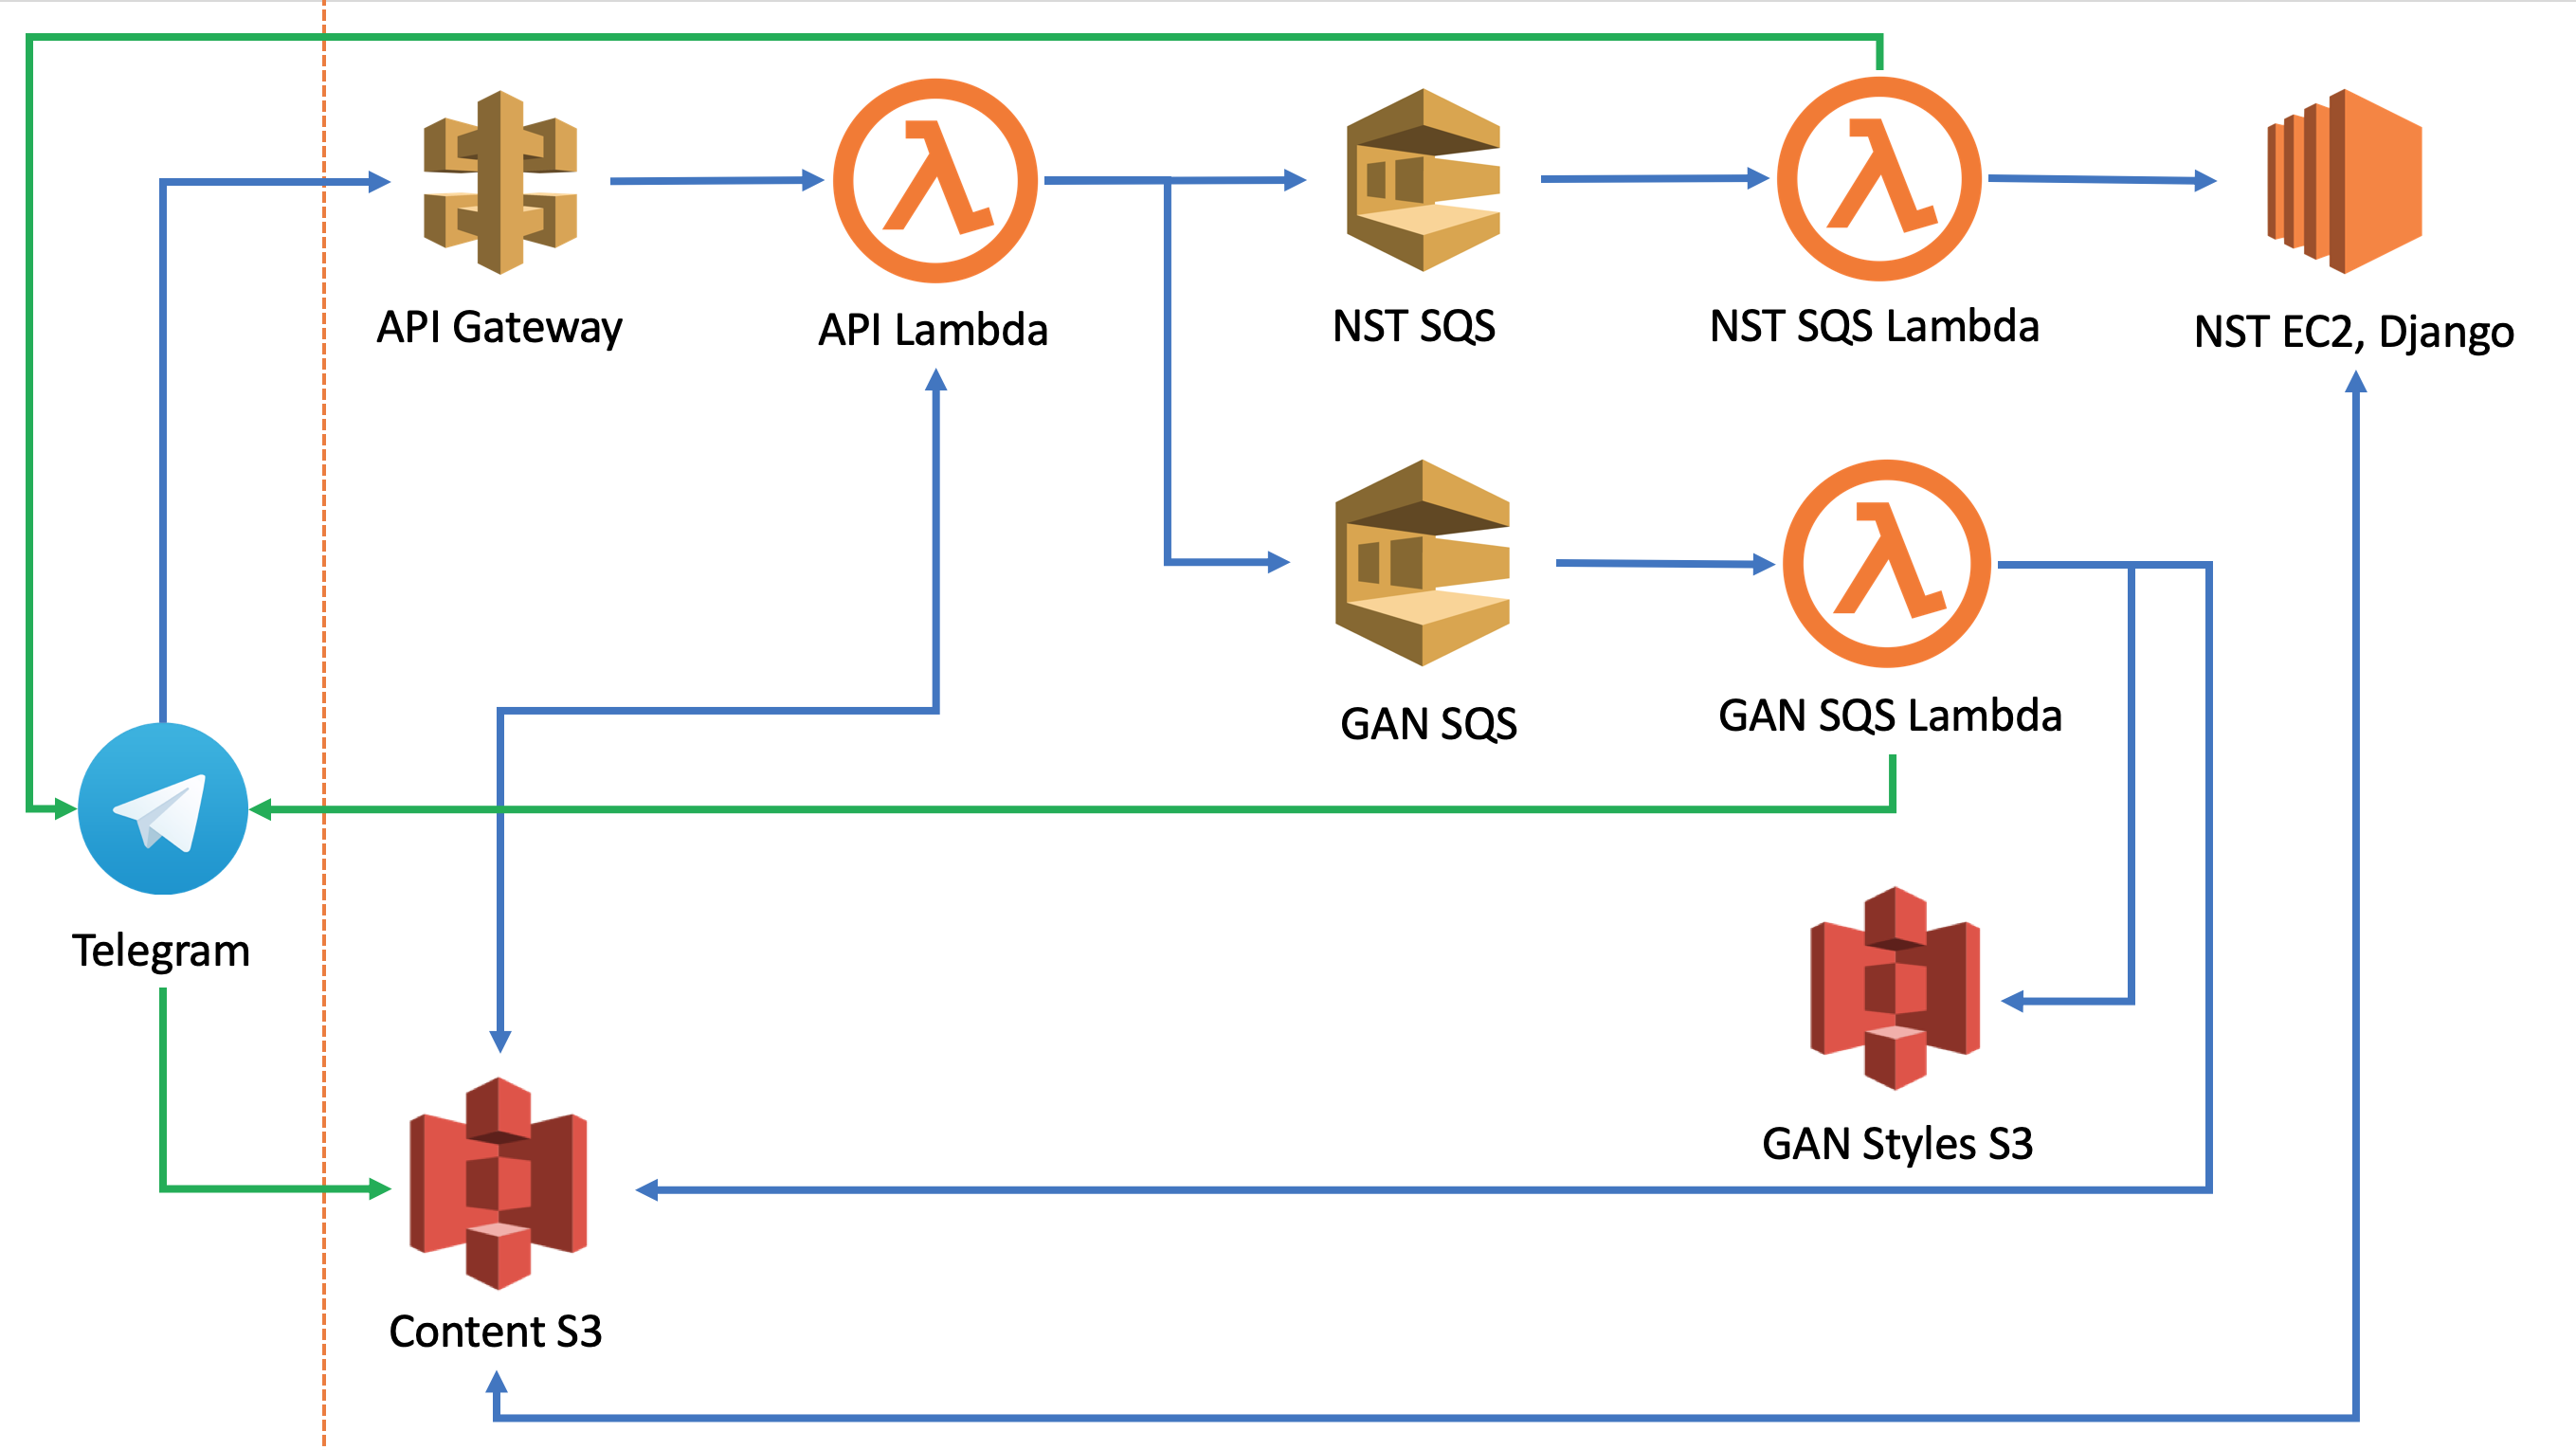 API Gateway
API Lambda
NST SQS
NST SQS Lambda
NST EC2, Django
GAN SQS
GAN SQS Lambda
Telegram
GAN Styles S3
Content S3